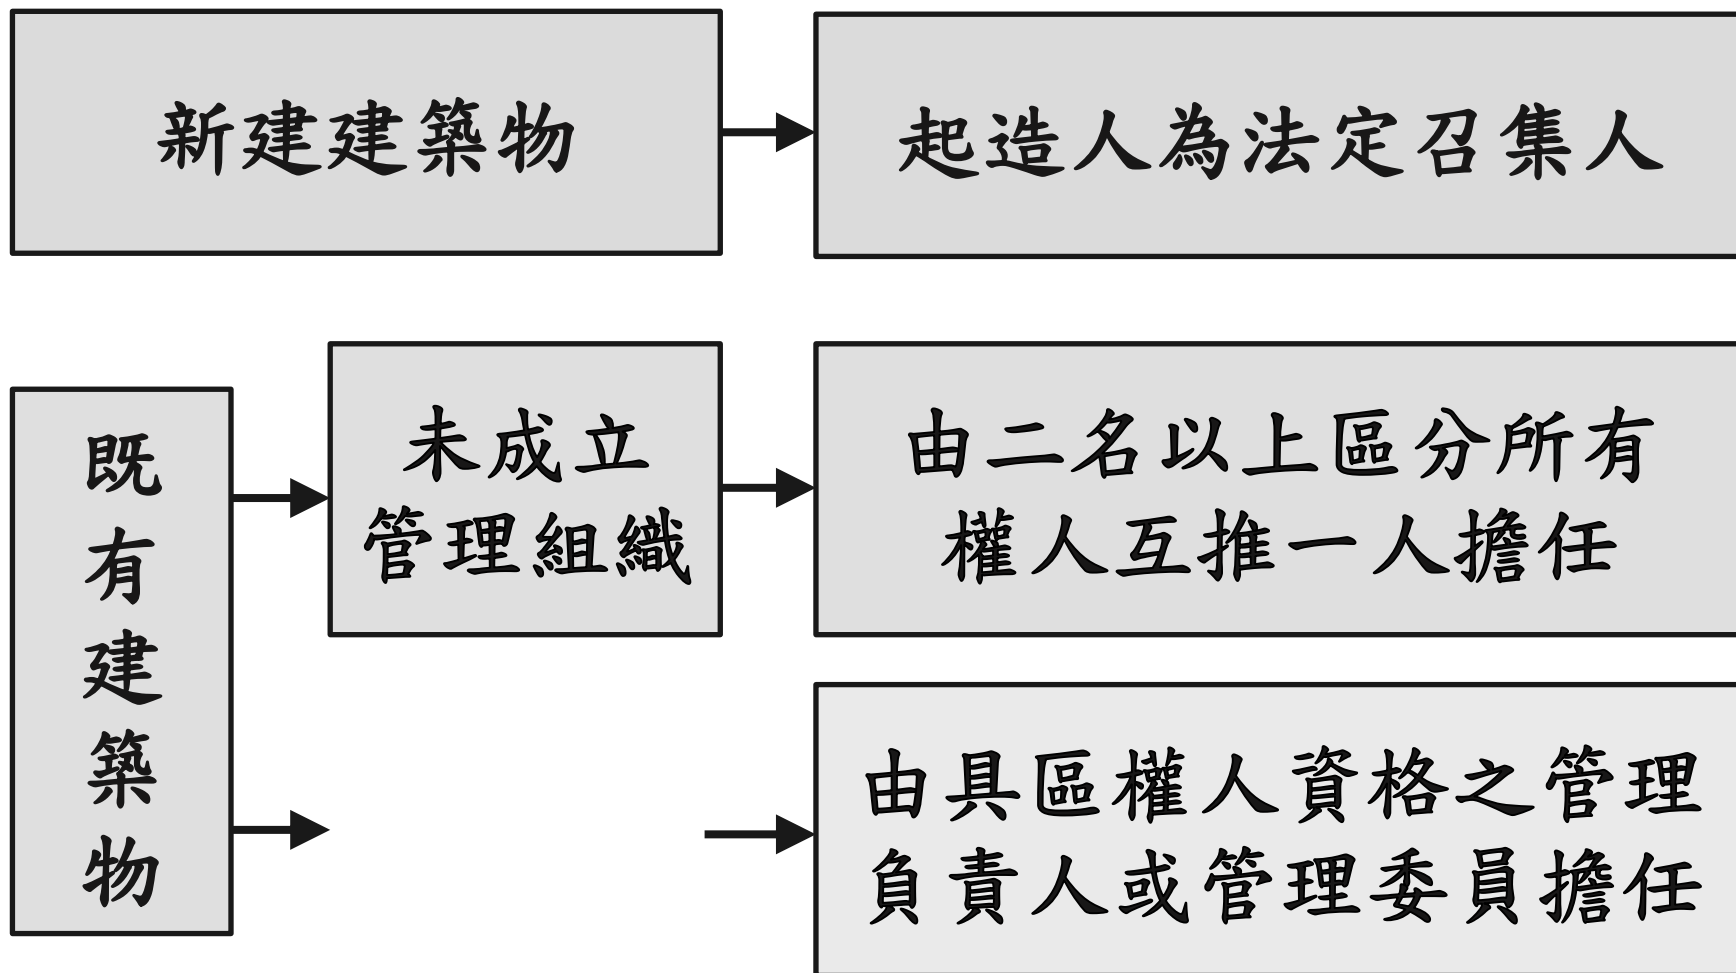 新建建築物
起造人為法定召集人
既有建築物
未成立
管理組織
由二名以上區分所有
權人互推一人擔任
由具區權人資格之管理
負責人或管理委員擔任